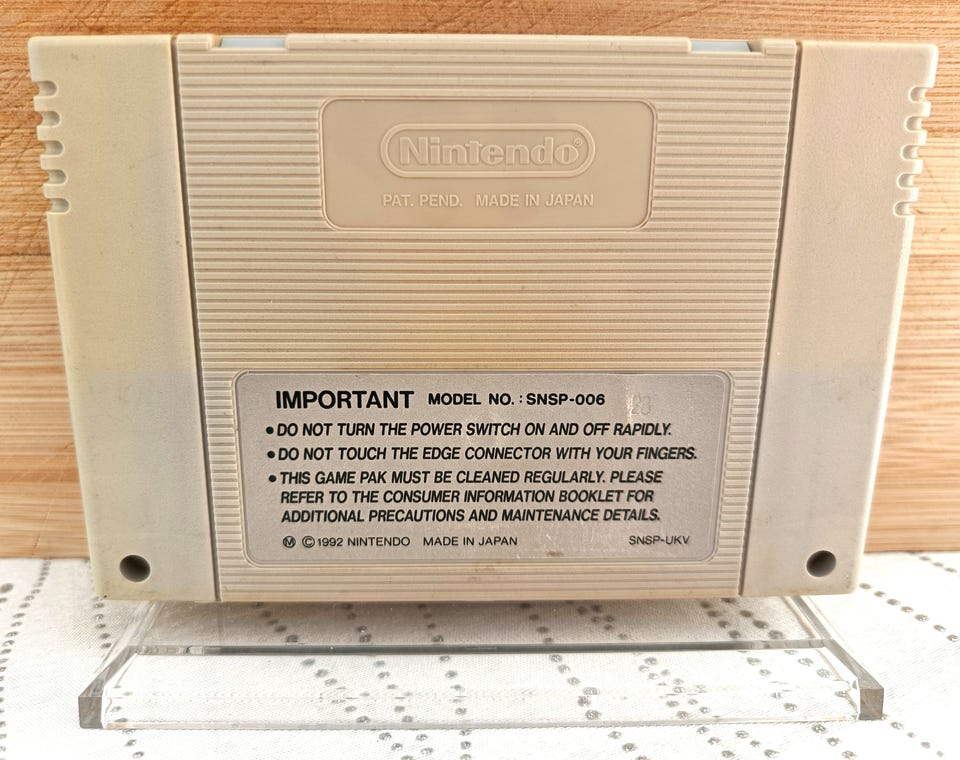 Nintendo®
PAT. PEND. MADE IN JAPAN
IMPORTANT MODEL NO. : SNSP-006
23
• DO NOT TURN THE POWER SWITCH ON AND OFF RAPIDLY.
• DO NOT TOUCH THE EDGE CONNECTOR WITH YOUR FINGERS.
• THIS GAME PAK MUST BE CLEANED REGULARLY. PLEASE
REFER TO THE CONSUMER INFORMATION BOOKLET FOR
ADDITIONAL PRECAUTIONS AND MAINTENANCE DETAILS.
Ⓜ ©1992 NINTENDO MADE IN JAPAN SNSP-UKV